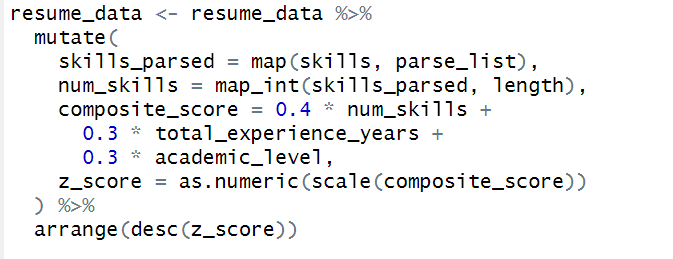 resume_data <- resume_data %>%
  mutate(
    skills_parsed = map(skills, parse_list),
    num_skills = map_int(skills_parsed, length),
    composite_score = 0.4 * num_skills +
      0.3 * total_experience_years +
      0.3 * academic_level,
    z_score = as.numeric(scale(composite_score))
  ) %>%
  arrange(desc(z_score))